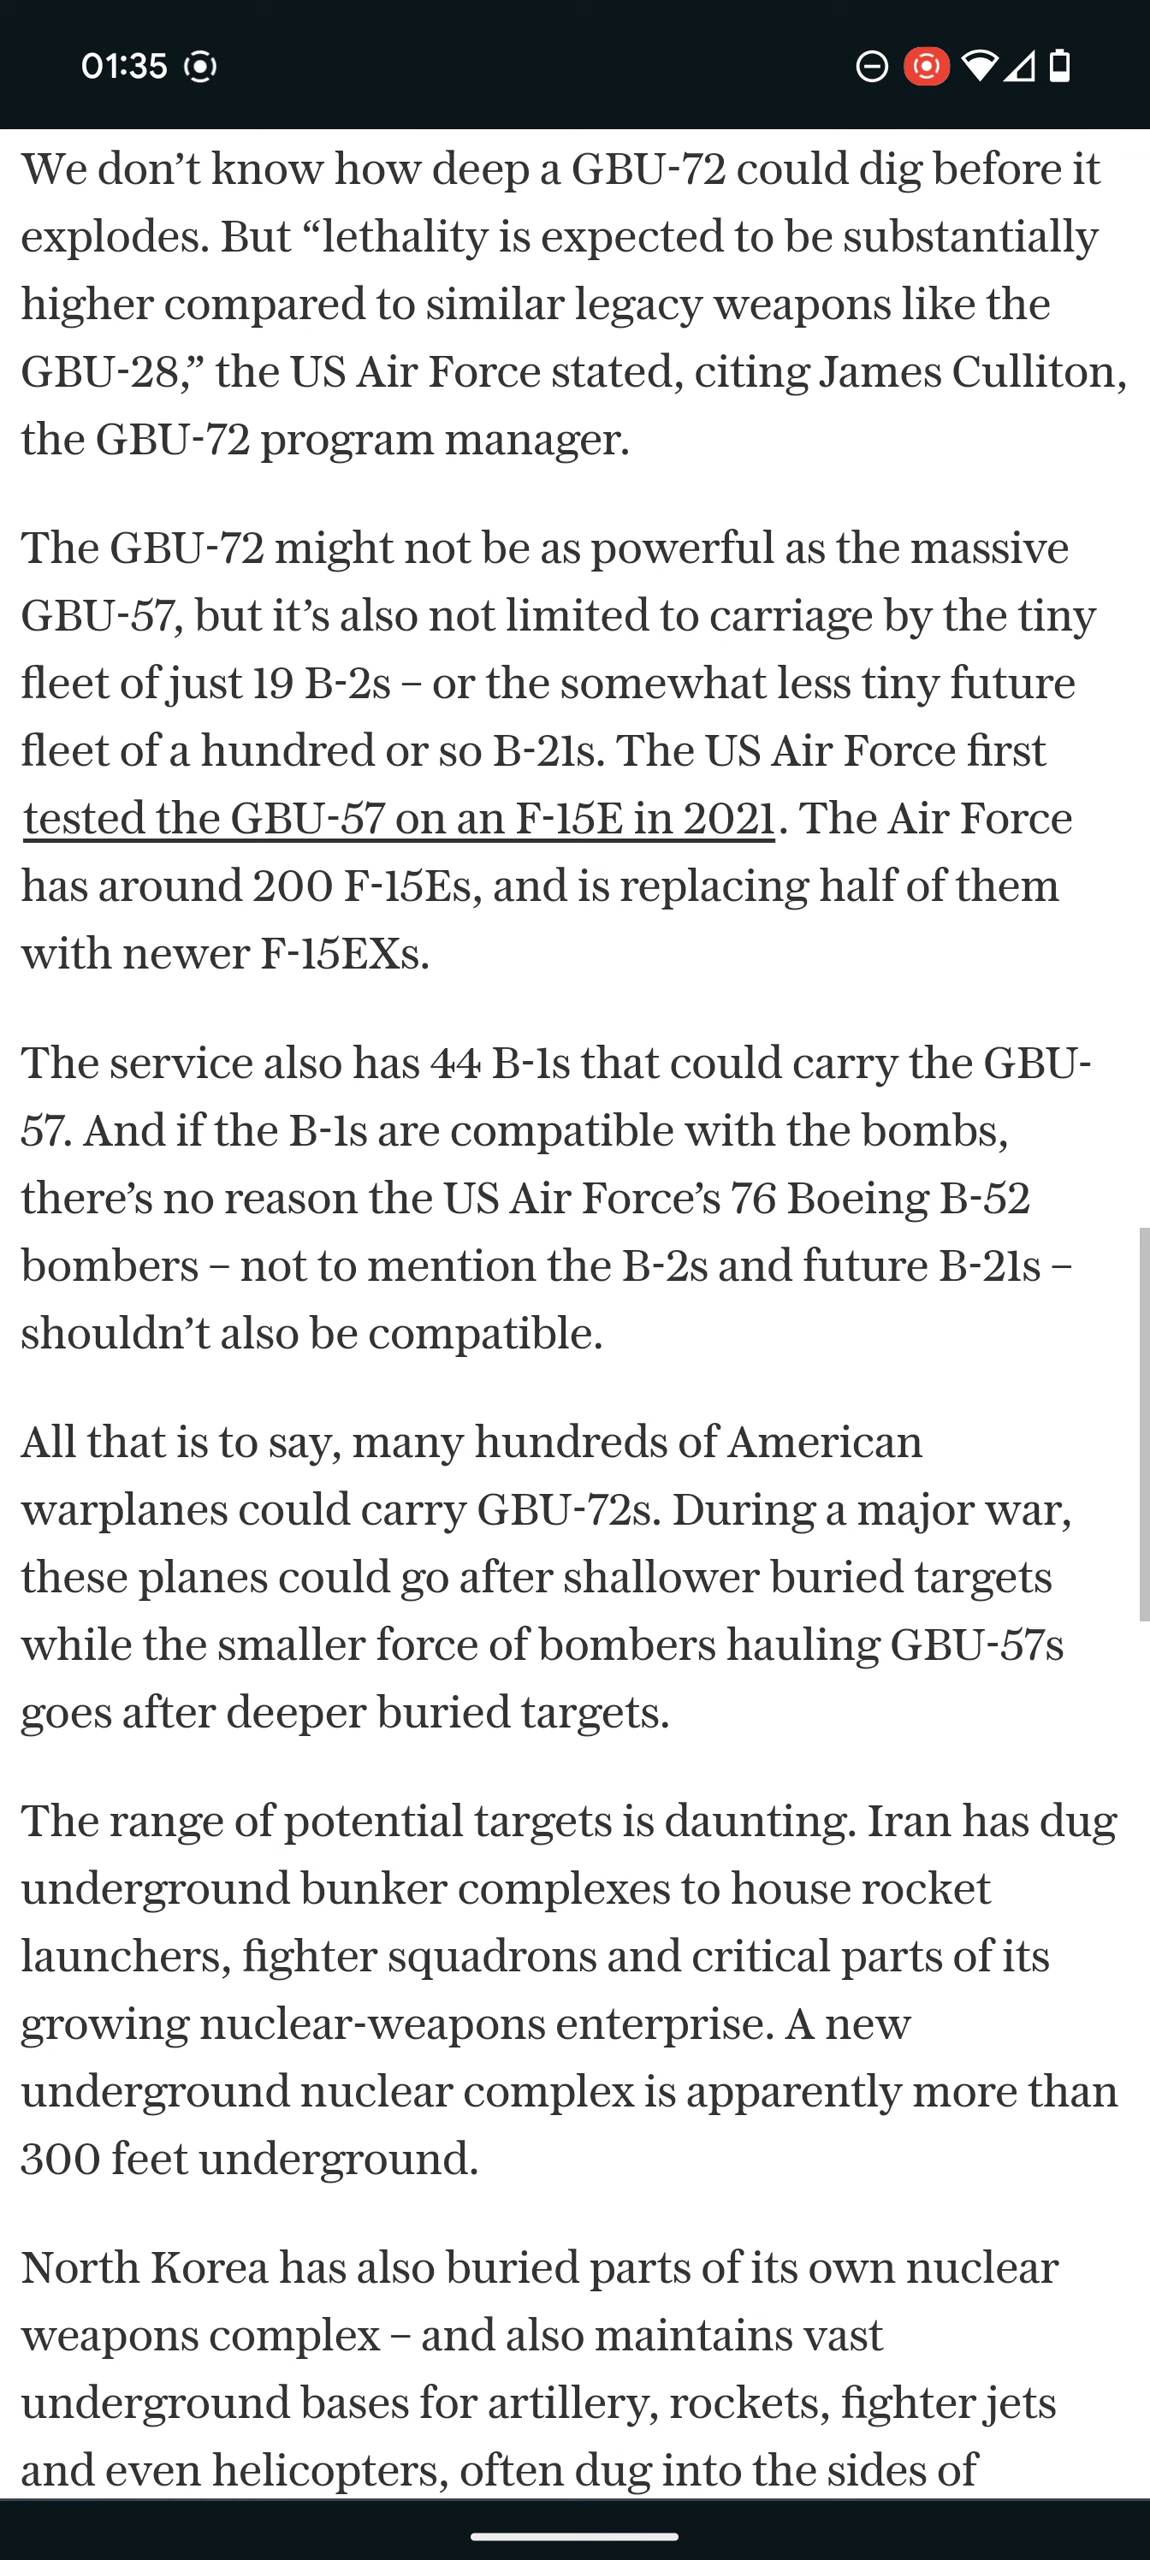 01:35
We don’t know how deep a GBU-72 could dig before it
explodes. But “lethality is expected to be substantially
higher compared to similar legacy weapons like the
GBU-28,” the US Air Force stated, citing James Culliton,
the GBU-72 program manager.
The GBU-72 might not be as powerful as the massive
GBU-57, but it’s also not limited to carriage by the tiny
fleet of just 19 B-2s – or the somewhat less tiny future
fleet of a hundred or so B-21s. The US Air Force first
tested the GBU-57 on an F-15E in 2021. The Air Force
has around 200 F-15Es, and is replacing half of them
with newer F-15EXs.
The service also has 44 B-1s that could carry the GBU-
57. And if the B-1s are compatible with the bombs,
there’s no reason the US Air Force’s 76 Boeing B-52
bombers – not to mention the B-2s and future B-21s –
shouldn’t also be compatible.
All that is to say, many hundreds of American
warplanes could carry GBU-72s. During a major war,
these planes could go after shallower buried targets
while the smaller force of bombers hauling GBU-57s
goes after deeper buried targets.
The range of potential targets is daunting. Iran has dug
underground bunker complexes to house rocket
launchers, fighter squadrons and critical parts of its
growing nuclear-weapons enterprise. A new
underground nuclear complex is apparently more than
300 feet underground.
North Korea has also buried parts of its own nuclear
weapons complex – and also maintains vast
underground bases for artillery, rockets, fighter jets
and even helicopters, often dug into the sides of